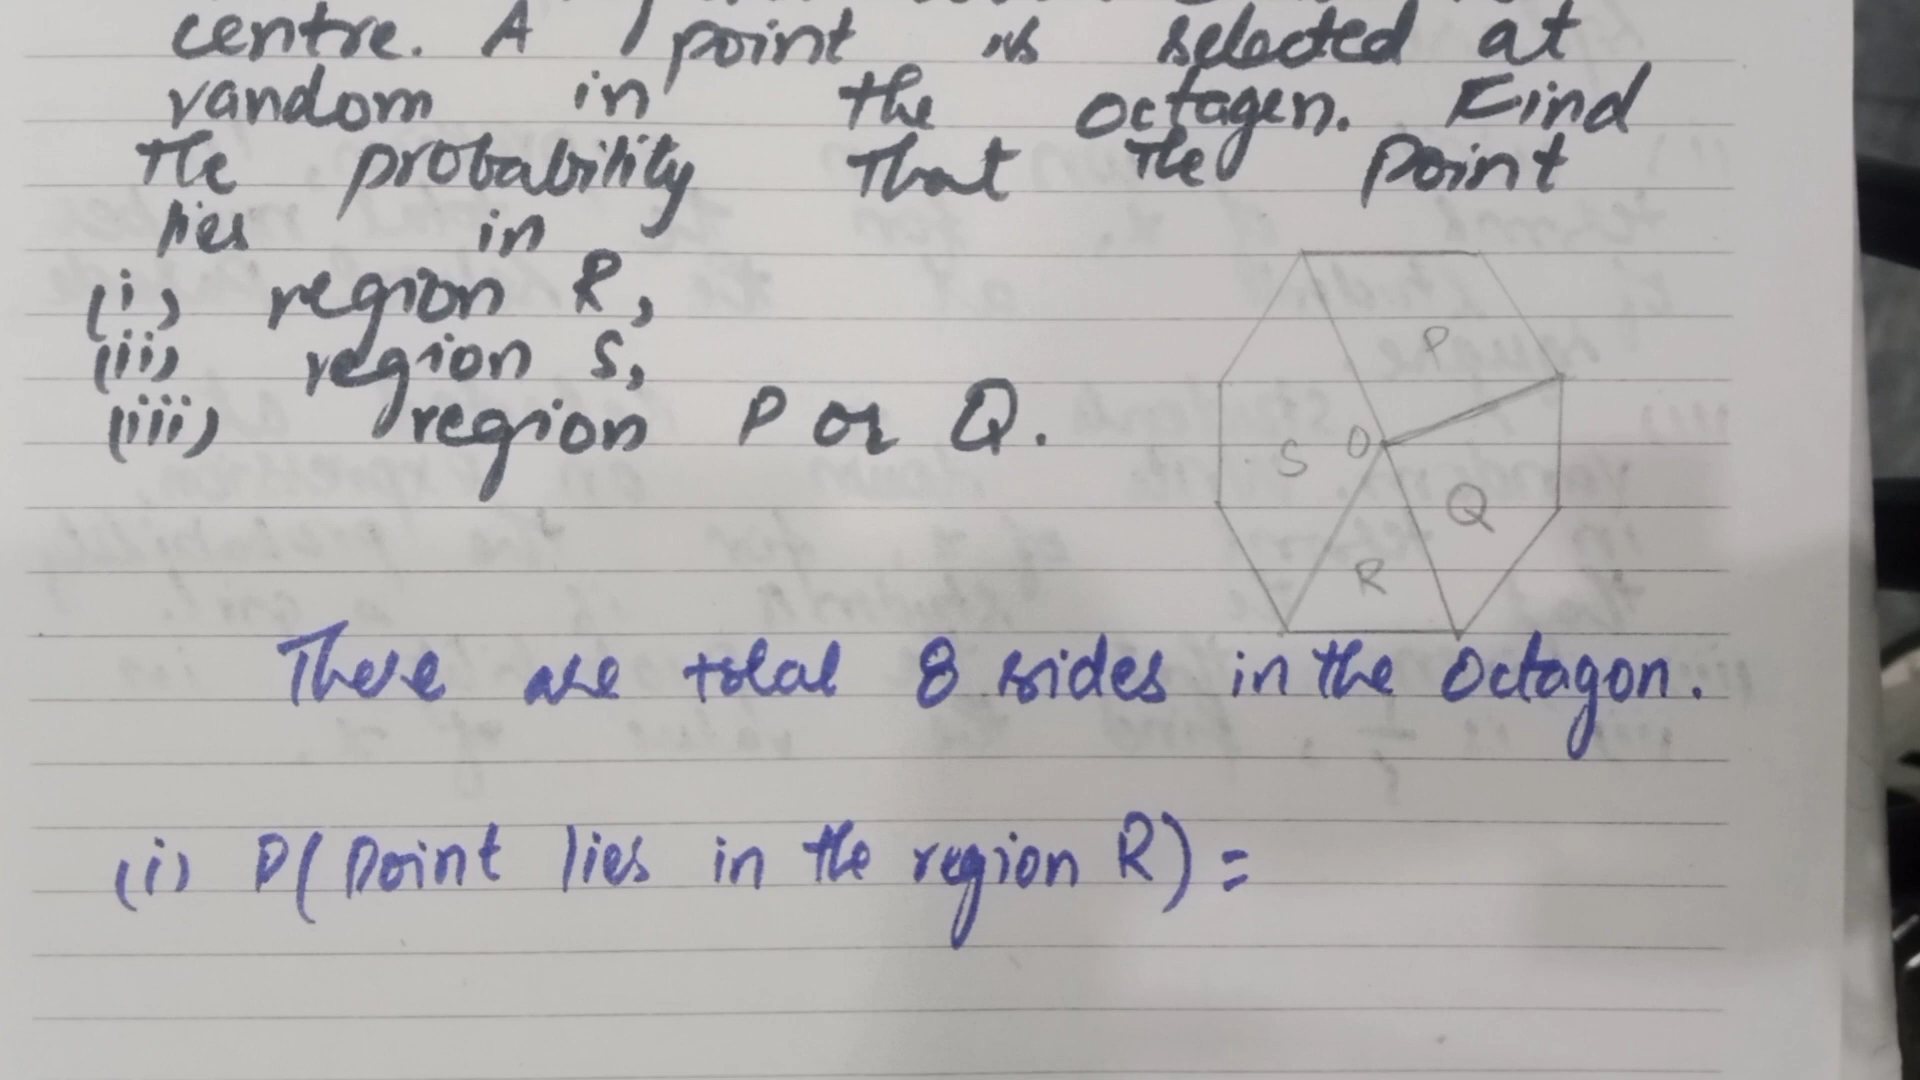 centre. A point is selected at
random in the octagen. Find
the probability that the point
lies in
(i) region R,
(ii) region S,
(iii) region P or Q.
P
S O
Q
R
There are total 8 sides in the octagon.
(i) P(Point lies in the region R) =